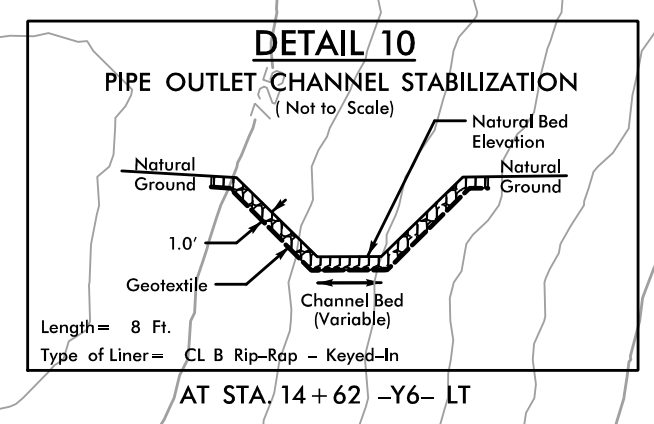 DETAIL 10
PIPE OUTLET CHANNEL STABILIZATION
725
( Not to Scale)
Natural Bed
Elevation
Natural
Ground
Natural
Ground
1.0'
Geotextile
Channel Bed
(Variable)
Length= 8 Ft.
Type of Liner= CL B Rip-Rap - Keyed-In
AT STA. 14+62 -Y6- LT